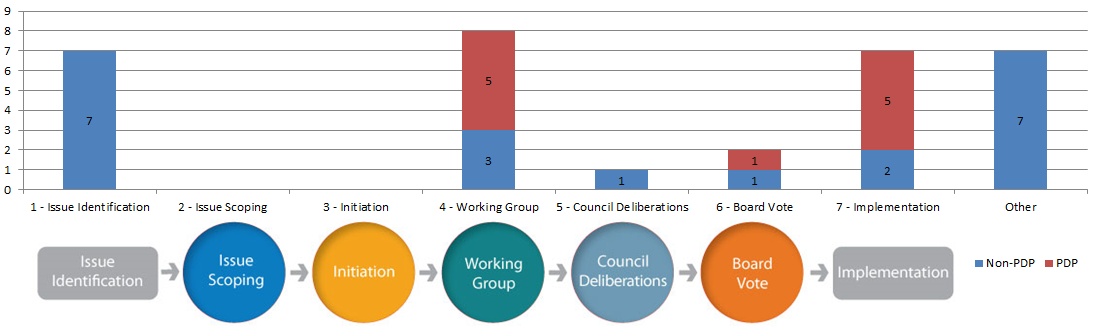 9
8
7
6
5
4
3
2
1
0
7
5
3
1
1
1
5
2
7
1 - Issue Identification
2 - Issue Scoping
3 - Initiation
4 - Working Group
5 - Council Deliberations
6 - Board Vote
7 - Implementation
Other
Issue
Identification
Issue
Scoping
Initiation
Working
Group
Council
Deliberations
Board
Vote
Implementation
Non-PDP
PDP